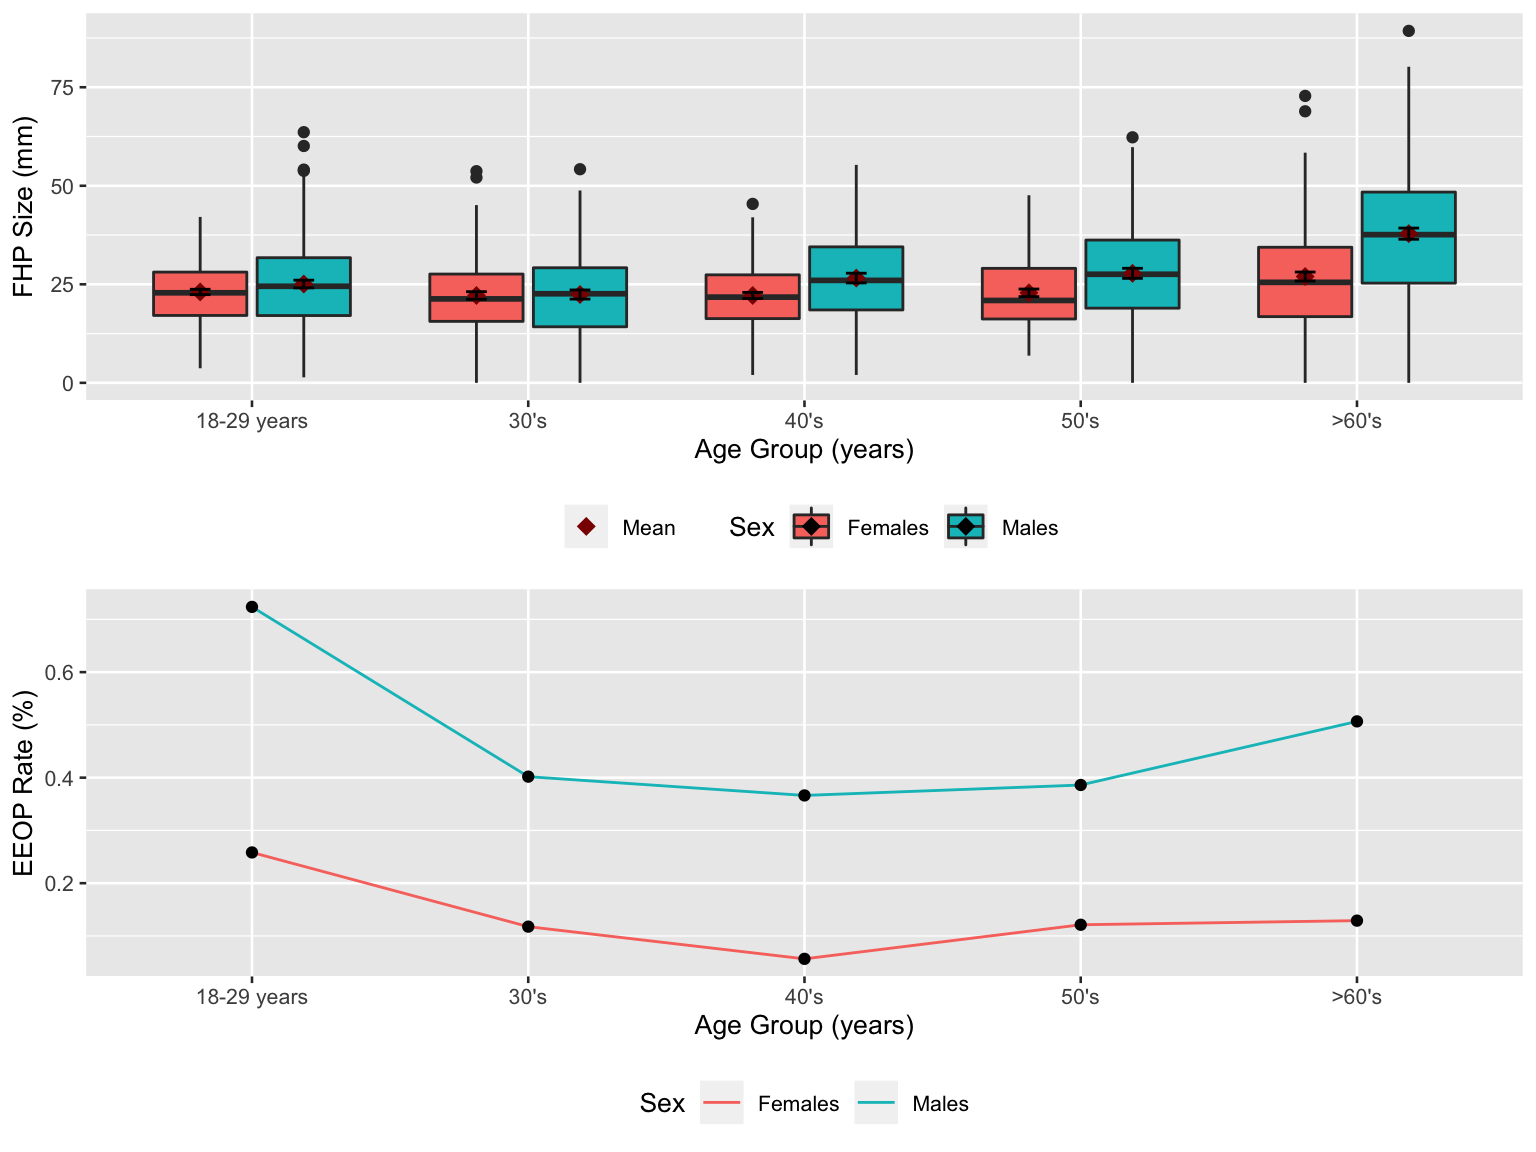 FHP Size (mm)
75
50
25
0
18-29 years 30's 40's 50's >60's
Age Group (years)
Mean Sex Females Males
EEOP Rate (%)
0.6
0.4
0.2
18-29 years 30's 40's 50's >60's
Age Group (years)
Sex Females Males